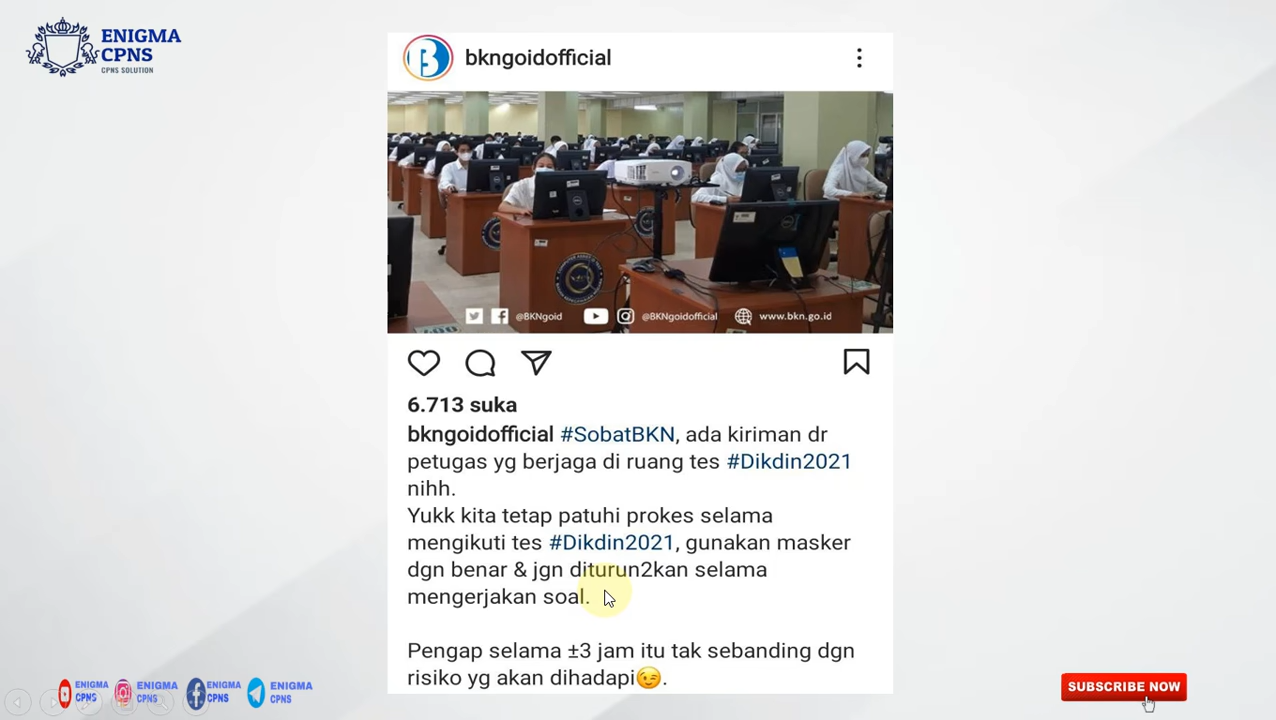 ENIGMA
CPNS
CPNS SOLUTION
bkngoidofficial
@BKNgoid @BKNgoidofficial www.bkn.go.id
6.713 suka
bkngoidofficial #SobatBKN, ada kiriman dr
petugas yg berjaga di ruang tes #Dikdin2021
nihh.
Yukk kita tetap patuhi prokes selama
mengikuti tes #Dikdin2021, gunakan masker
dgn benar & jgn diturun2kan selama
mengerjakan soal.
Pengap selama ±3 jam itu tak sebanding dgn
risiko yg akan dihadapi😉.
ENIGMA
CPNS
ENIGMA
CPNS
ENIGMA
CPNS
ENIGMA
CPNS
SUBSCRIBE NOW